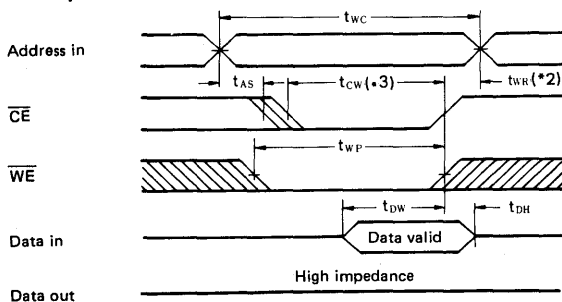 tWC
Address in
tAS
tCW(•3)
tWR(*2)
CE
tWP
WE
tDW
tDH
Data in
Data valid
High impedance
Data out